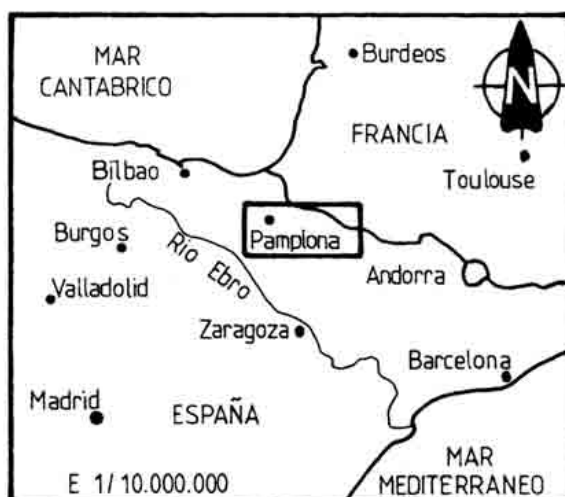 MAR
CANTABRICO
Burdeos
N
FRANCIA
Toulouse
Bilbao
Pamplona
Burgos
Rio Ebro
Andorra
Valladolid
Zaragoza
Barcelona
Madrid
ESPAÑA
MAR
MEDITERRANEO
E 1/10.000.000